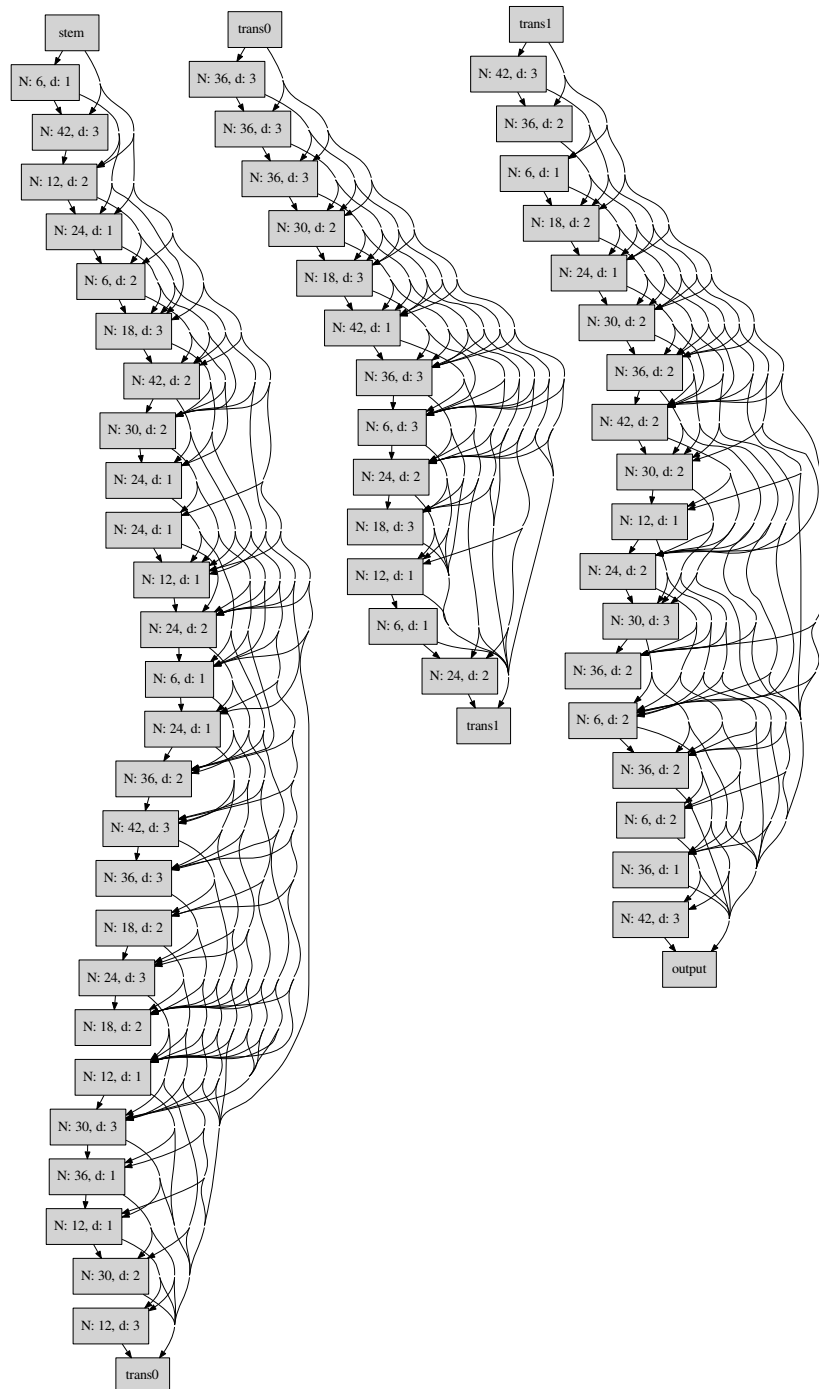 stem
N: 6, d: 1
N: 42, d: 3
N: 12, d: 2
N: 24, d: 1
N: 6, d: 2
N: 18, d: 3
N: 42, d: 2
N: 30, d: 2
N: 24, d: 1
N: 24, d: 1
N: 12, d: 1
N: 24, d: 2
N: 6, d: 1
N: 24, d: 1
N: 36, d: 2
N: 42, d: 3
N: 36, d: 3
N: 18, d: 2
N: 24, d: 3
N: 18, d: 2
N: 12, d: 1
N: 30, d: 3
N: 36, d: 1
N: 12, d: 1
N: 30, d: 2
N: 12, d: 3
trans0
trans0
N: 36, d: 3
N: 36, d: 3
N: 36, d: 3
N: 30, d: 2
N: 18, d: 3
N: 42, d: 1
N: 36, d: 3
N: 6, d: 3
N: 24, d: 2
N: 18, d: 3
N: 12, d: 1
N: 6, d: 1
N: 24, d: 2
trans1
trans1
N: 42, d: 3
N: 36, d: 2
N: 6, d: 1
N: 18, d: 2
N: 24, d: 1
N: 30, d: 2
N: 36, d: 2
N: 42, d: 2
N: 30, d: 2
N: 12, d: 1
N: 24, d: 2
N: 30, d: 3
N: 36, d: 2
N: 6, d: 2
N: 36, d: 2
N: 6, d: 2
N: 36, d: 1
N: 42, d: 3
output